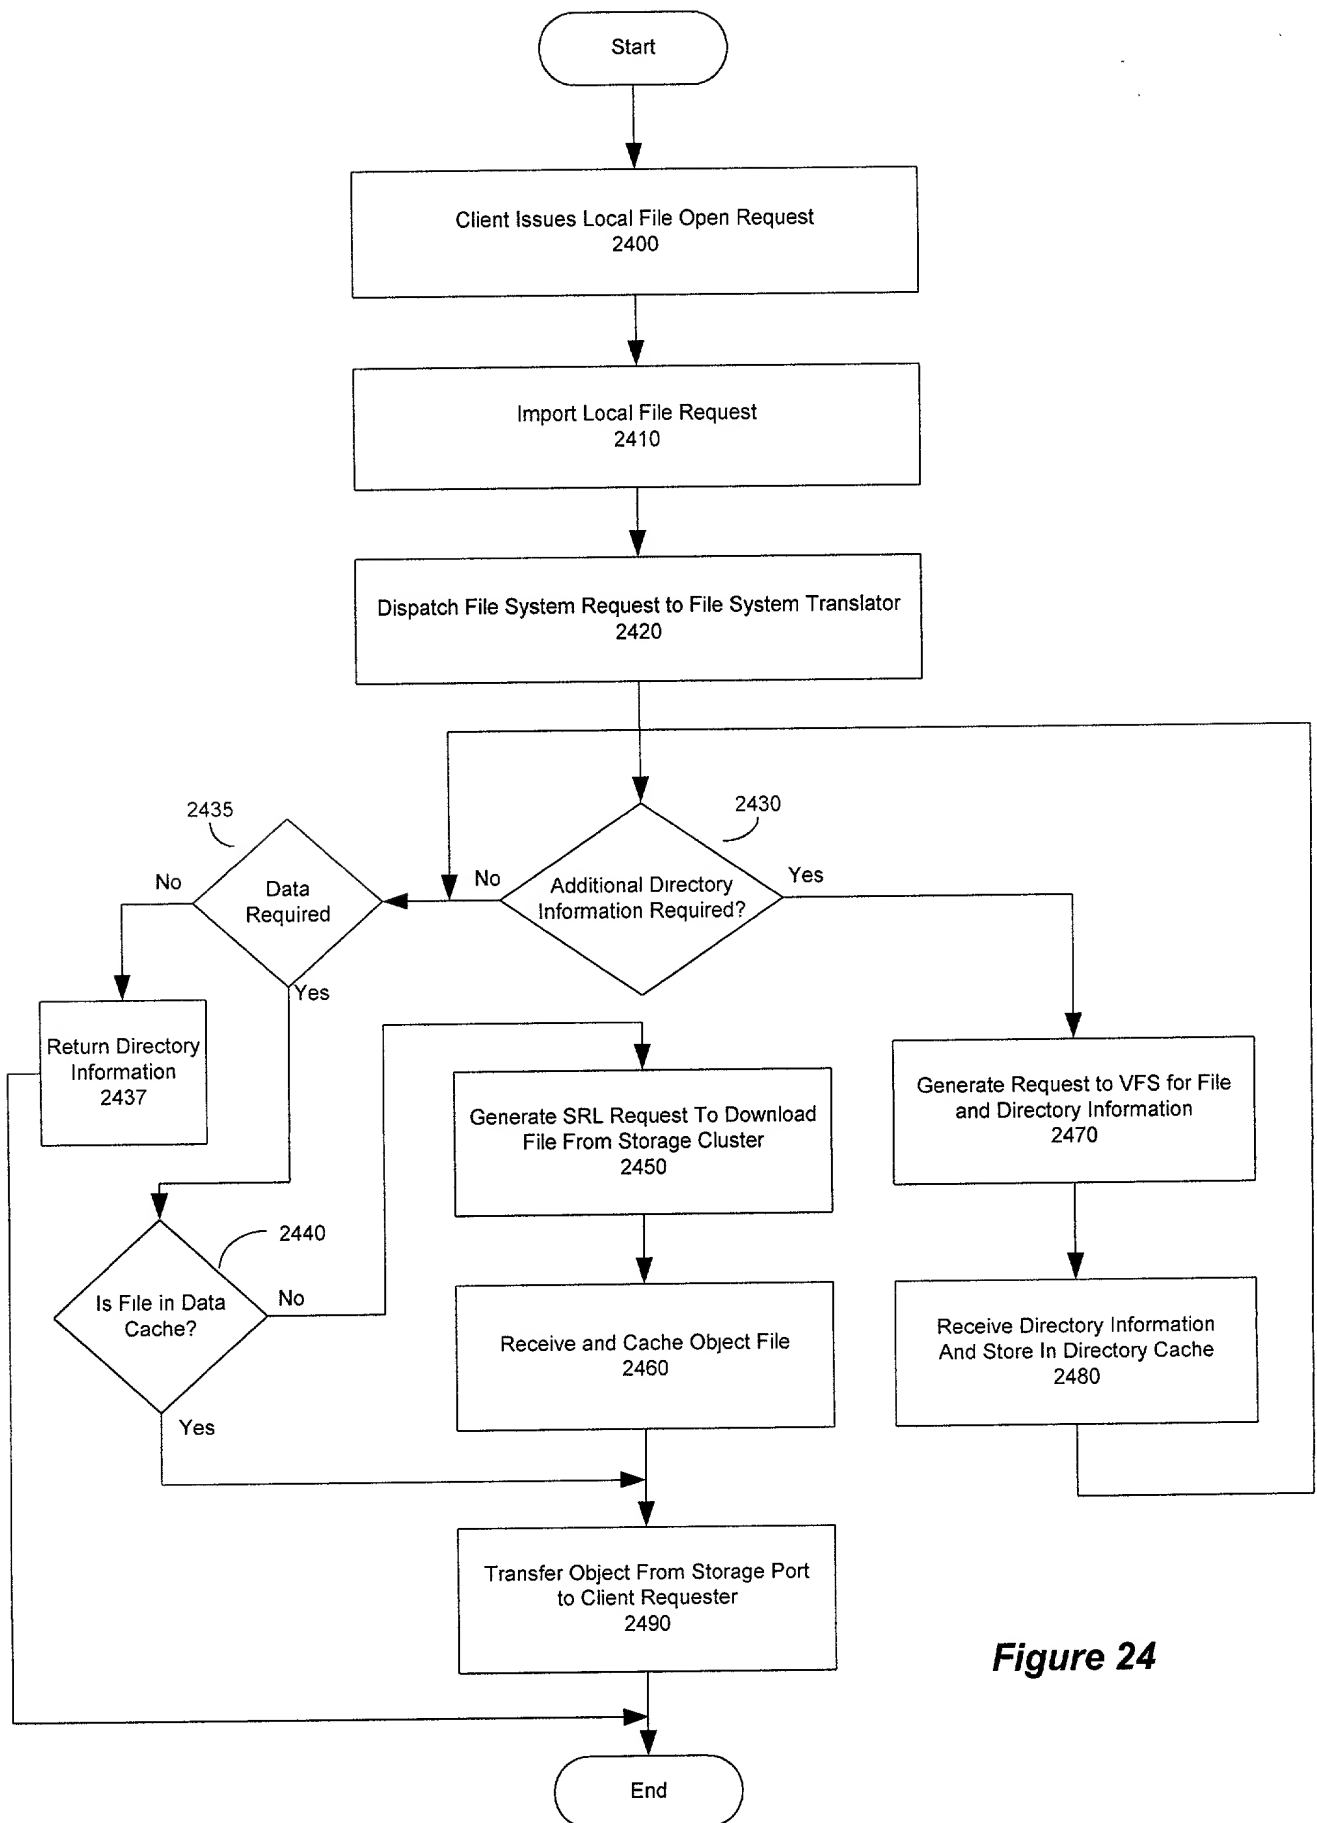 Start
Client Issues Local File Open Request
2400
Import Local File Request
2410
Dispatch File System Request to File System Translator
2420
2435
2430
No
Data
Required
No
Additional Directory
Information Required?
Yes
Yes
Return Directory
Information
2437
Generate SRL Request To Download
File From Storage Cluster
2450
Generate Request to VFS for File
and Directory Information
2470
2440
Is File in Data
Cache?
No
Yes
Receive and Cache Object File
2460
Receive Directory Information
And Store In Directory Cache
2480
Transfer Object From Storage Port
to Client Requester
2490
Figure 24
End